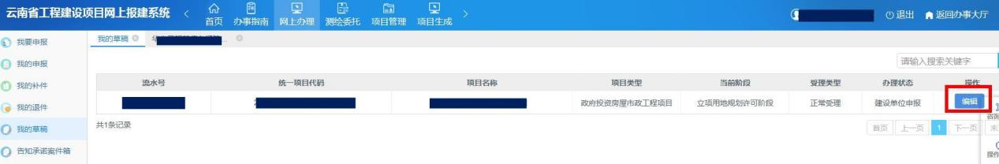 云南省工程建设项目网上报建系统
首页 办事指南 网上办理 测绘委托 项目管理 项目生成
退出 返回办事大厅
我要申报
我的申报
我的补件
我的退件
我的草稿
告知承诺案件箱
我的草稿
...
请输入搜索关键字
流水号 统一项目代码 项目名称 项目类型 当前阶段 受理类型 办理状态 操作
政府投资房屋市政工程项目 立项用地规划许可阶段 正常受理 建设单位申报 编辑
共1条记录
首页 上一页 1 下一页 末
咨询
操作